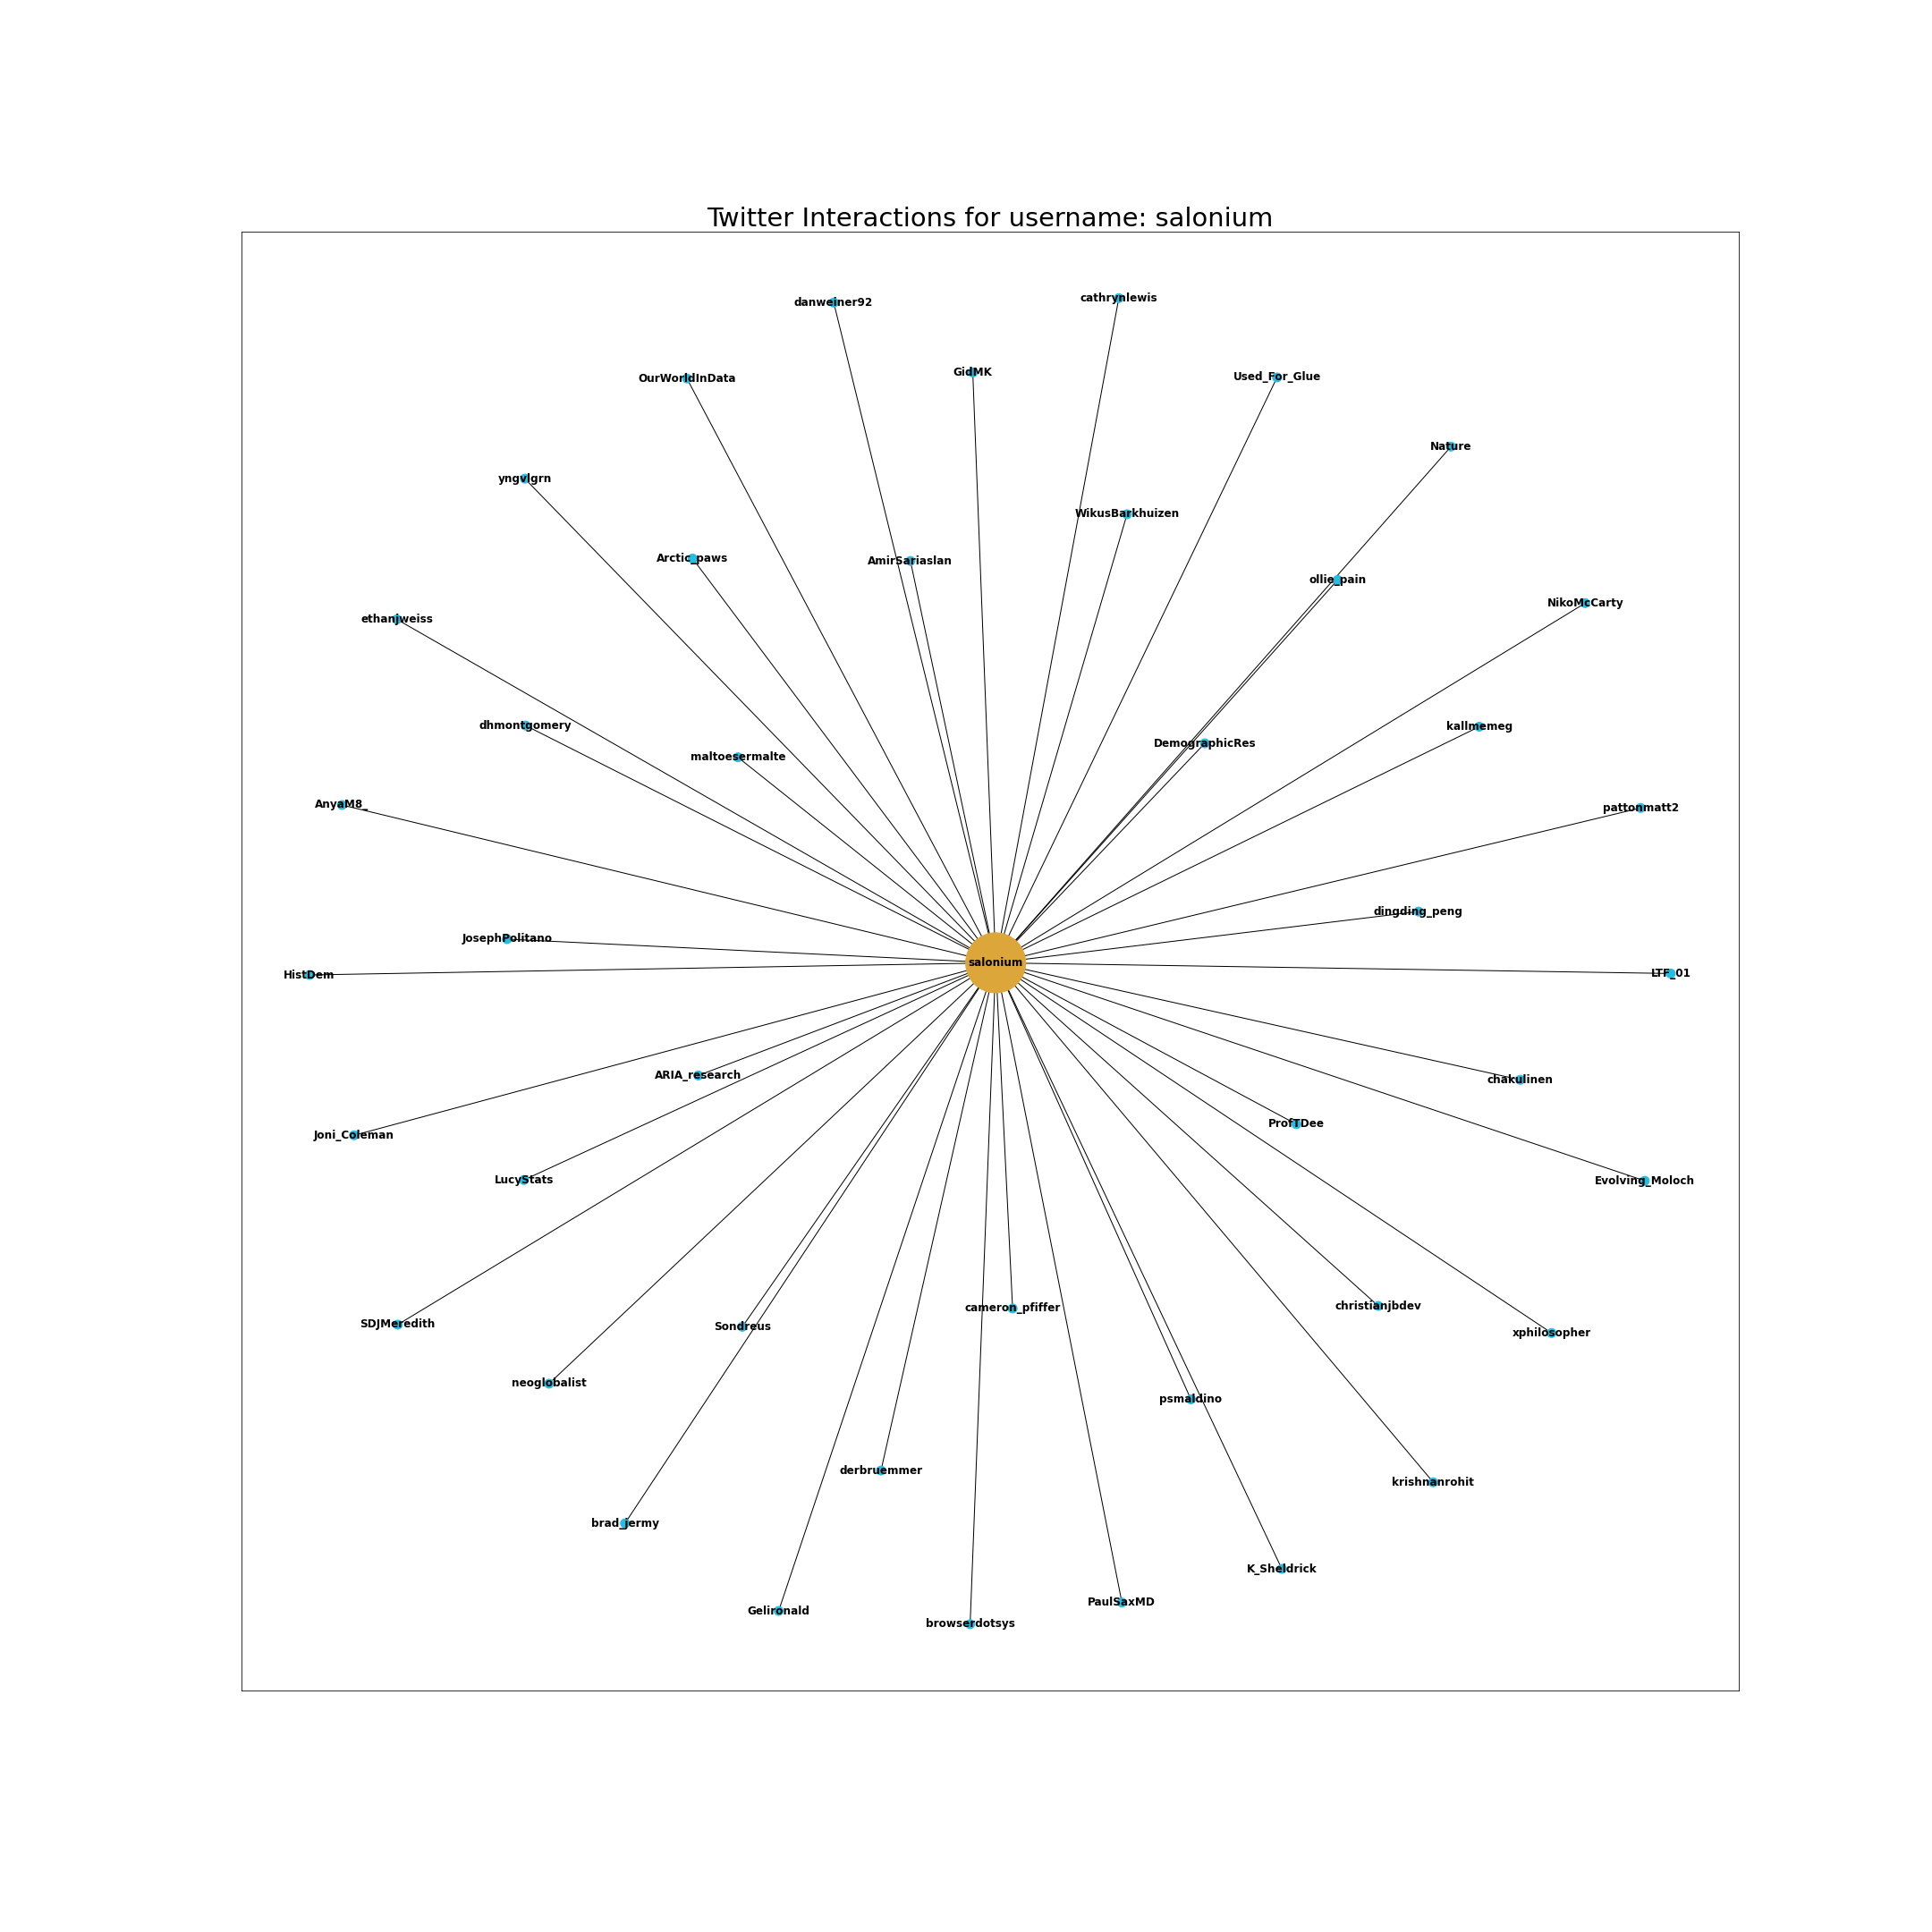 Twitter Interactions for username: salonium
cathrynlewis
danweiner92
GidMK
Used_For_Glue
OurWorldInData
Nature
yngvlgrn
WikusBarkhuizen
Arctic_paws
AmirSariaslan
ollie_pain
NikoMcCarty
ethanjweiss
dhmontgomery
kallmemeg
DemographicRes
maltoesermalte
AnyaM8_
pattonmatt2
dingding_peng
JosephPolitano
salonium
LTF_01
HistDem
ARIA_research
chakulinen
ProfTDee
Joni_Coleman
LucyStats
Evolving_Moloch
christianjbdev
cameron_pfiffer
SDJMeredith
Sondreus
xphilosopher
neoglobalist
psmaldino
derbruemmer
krishnanrohit
brad_jermy
K_Sheldrick
PaulSaxMD
Gelironald
browserdotsys